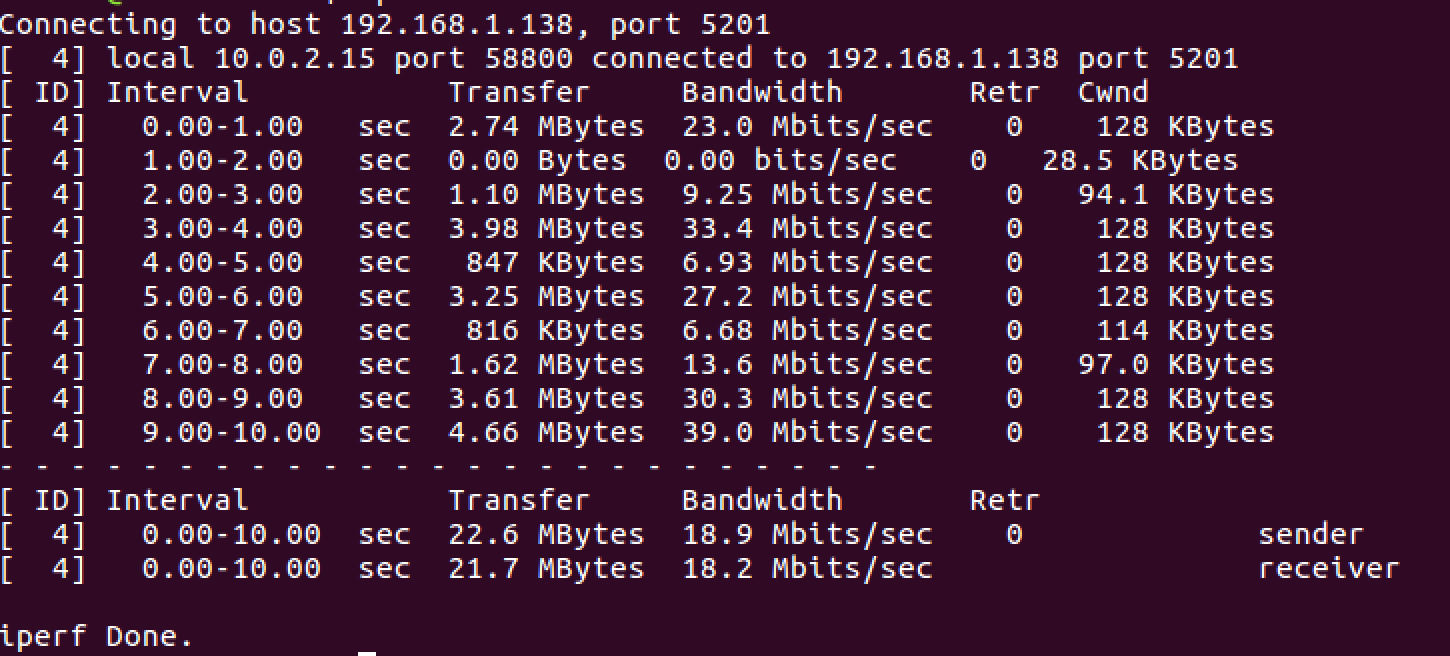 Connecting to host 192.168.1.138, port 5201
[  4] local 10.0.2.15 port 58800 connected to 192.168.1.138 port 5201
[ ID] Interval           Transfer     Bandwidth       Retr  Cwnd
[  4]   0.00-1.00   sec  2.74 MBytes  23.0 Mbits/sec    0    128 KBytes
[  4]   1.00-2.00   sec  0.00 Bytes  0.00 bits/sec    0   28.5 KBytes
[  4]   2.00-3.00   sec  1.10 MBytes  9.25 Mbits/sec    0   94.1 KBytes
[  4]   3.00-4.00   sec  3.98 MBytes  33.4 Mbits/sec    0    128 KBytes
[  4]   4.00-5.00   sec   847 KBytes  6.93 Mbits/sec    0    128 KBytes
[  4]   5.00-6.00   sec  3.25 MBytes  27.2 Mbits/sec    0    128 KBytes
[  4]   6.00-7.00   sec   816 KBytes  6.68 Mbits/sec    0    114 KBytes
[  4]   7.00-8.00   sec  1.62 MBytes  13.6 Mbits/sec    0   97.0 KBytes
[  4]   8.00-9.00   sec  3.61 MBytes  30.3 Mbits/sec    0    128 KBytes
[  4]   9.00-10.00  sec  4.66 MBytes  39.0 Mbits/sec    0    128 KBytes
- - - - - - - - - - - - - - - - - - - - - - - - -
[ ID] Interval           Transfer     Bandwidth       Retr
[  4]   0.00-10.00  sec  22.6 MBytes  18.9 Mbits/sec    0             sender
[  4]   0.00-10.00  sec  21.7 MBytes  18.2 Mbits/sec                  receiver
iperf Done.